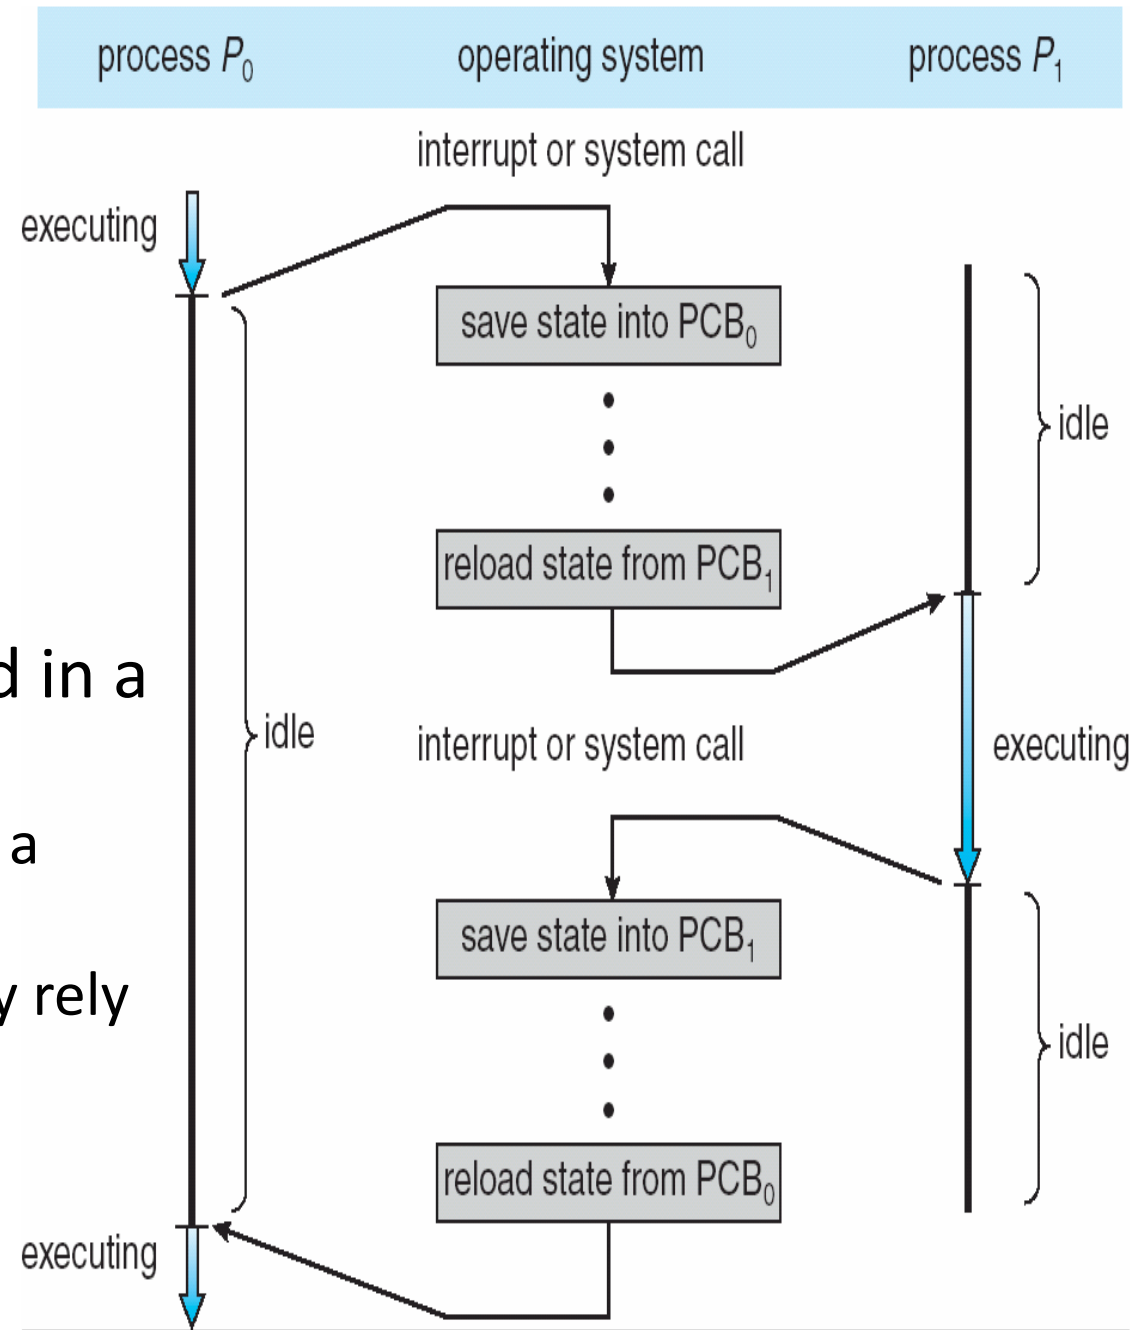 process P₀ operating system process P₁
interrupt or system call
executing
save state into PCB₀
idle
reload state from PCB₁
d in a
idle
interrupt or system call
executing
a
save state into PCB₁
y rely
idle
reload state from PCB₀
executing